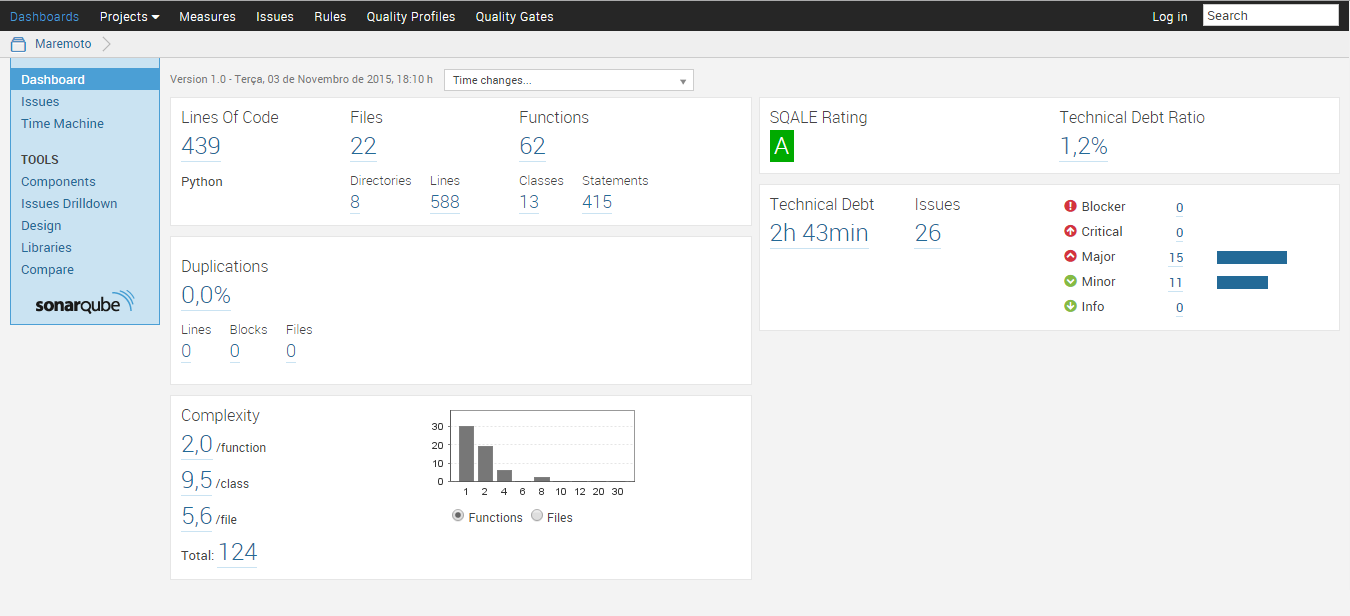 Dashboards Projects Measures Issues Rules Quality Profiles Quality Gates Log in Search
Maremoto
Dashboard
Issues
Time Machine
TOOLS
Components
Issues Drilldown
Design
Libraries
Compare
sonarqube
Version 1.0 - Terça, 03 de Novembro de 2015, 18:10 h Time changes...
Lines Of Code Files Functions
439 22 62
Python Directories Lines Classes Statements
8 588 13 415
Duplications
0,0%
Lines Blocks Files
0 0 0
Complexity
2,0 /function
9,5 /class
5,6 /file
Total: 124
30
20
10
0
1 2 4 6 8 10 12 20 30
Functions Files
SQALE Rating Technical Debt Ratio
A 1,2%
Technical Debt Issues
2h 43min 26
Blocker 0
Critical 0
Major 15
Minor 11
Info 0